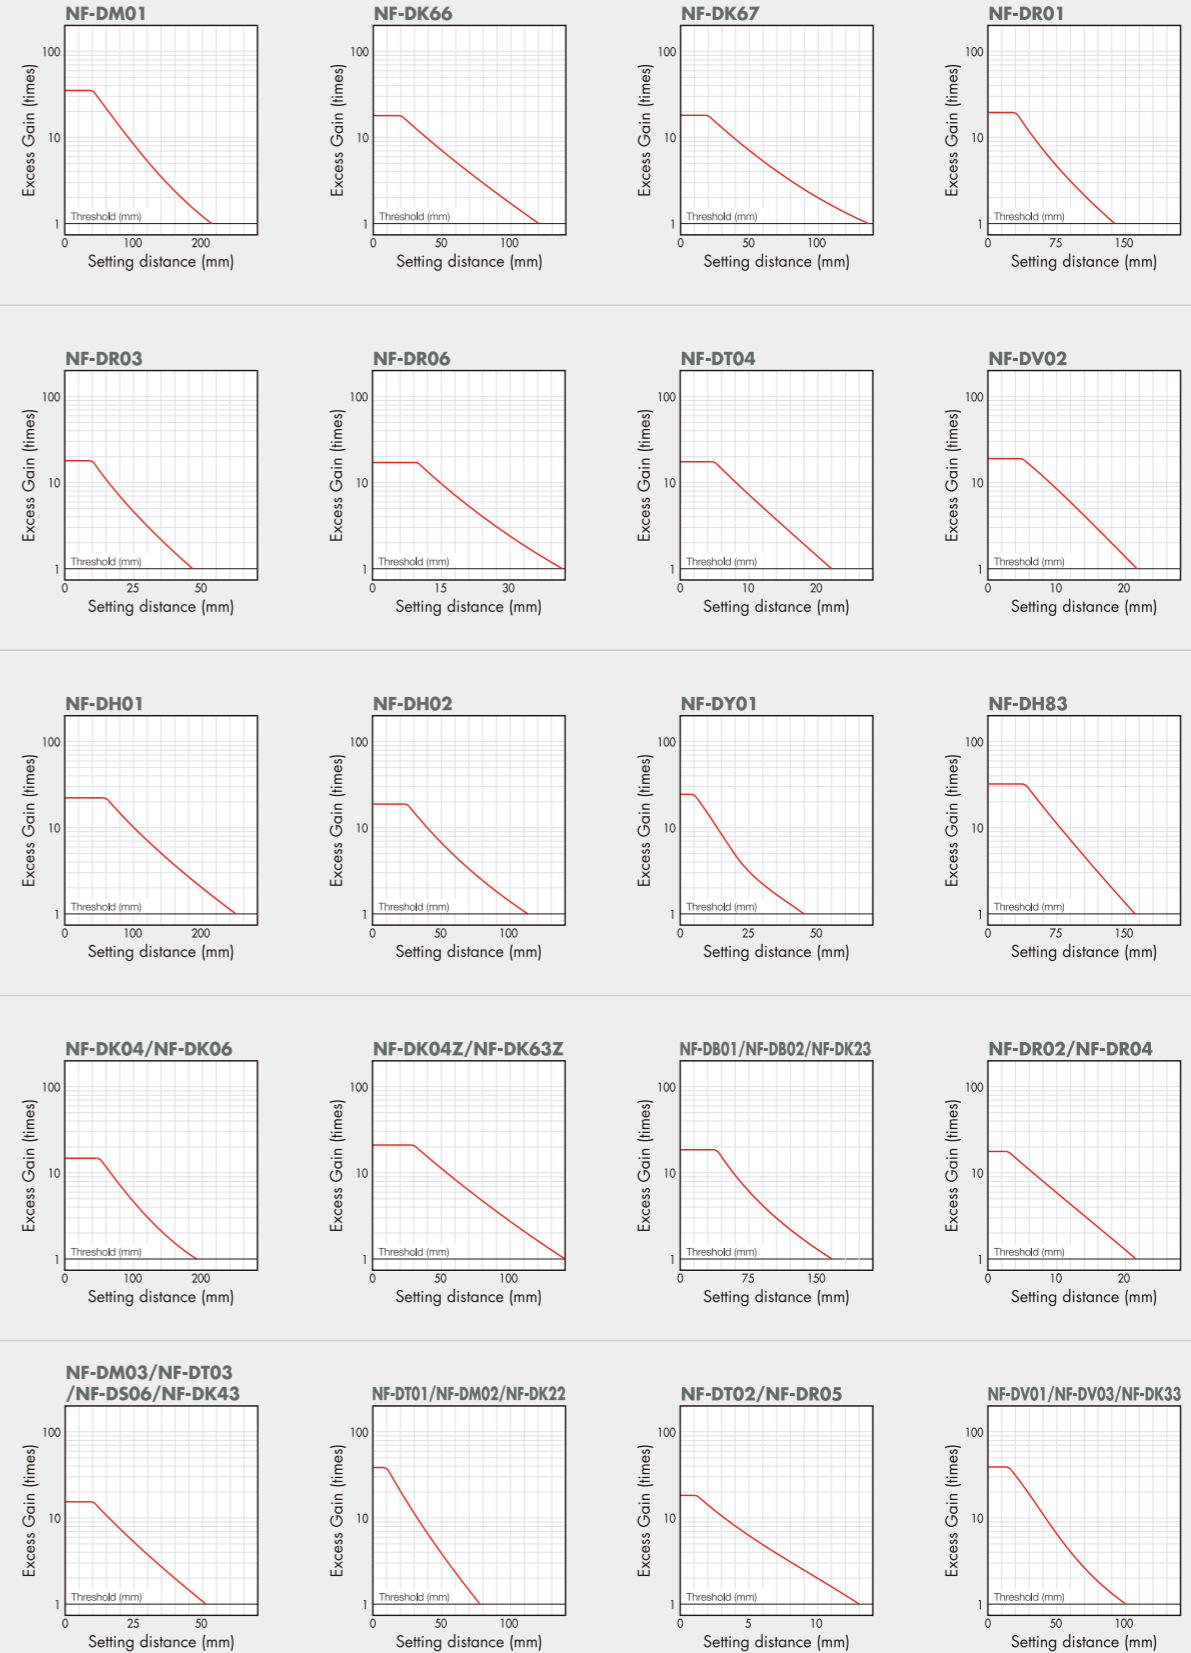 NF-DM01
100
10
1
Excess Gain (times)
Threshold (mm)
0 100 200
Setting distance (mm)
NF-DK66
100
10
1
Excess Gain (times)
Threshold (mm)
0 50 100
Setting distance (mm)
NF-DK67
100
10
1
Excess Gain (times)
Threshold (mm)
0 50 100
Setting distance (mm)
NF-DR01
100
10
1
Excess Gain (times)
Threshold (mm)
0 75 150
Setting distance (mm)
NF-DR03
100
10
1
Excess Gain (times)
Threshold (mm)
0 25 50
Setting distance (mm)
NF-DR06
100
10
1
Excess Gain (times)
Threshold (mm)
0 15 30
Setting distance (mm)
NF-DT04
100
10
1
Excess Gain (times)
Threshold (mm)
0 10 20
Setting distance (mm)
NF-DV02
100
10
1
Excess Gain (times)
Threshold (mm)
0 10 20
Setting distance (mm)
NF-DH01
100
10
1
Excess Gain (times)
Threshold (mm)
0 100 200
Setting distance (mm)
NF-DH02
100
10
1
Excess Gain (times)
Threshold (mm)
0 50 100
Setting distance (mm)
NF-DY01
100
10
1
Excess Gain (times)
Threshold (mm)
0 25 50
Setting distance (mm)
NF-DH83
100
10
1
Excess Gain (times)
Threshold (mm)
0 75 150
Setting distance (mm)
NF-DK04/NF-DK06
100
10
1
Excess Gain (times)
Threshold (mm)
0 100 200
Setting distance (mm)
NF-DK04Z/NF-DK63Z
100
10
1
Excess Gain (times)
Threshold (mm)
0 50 100
Setting distance (mm)
NF-DB01/NF-DB02/NF-DK23
100
10
1
Excess Gain (times)
Threshold (mm)
0 75 150
Setting distance (mm)
NF-DR02/NF-DR04
100
10
1
Excess Gain (times)
Threshold (mm)
0 10 20
Setting distance (mm)
NF-DM03/NF-DT03
/NF-DS06/NF-DK43
100
10
1
Excess Gain (times)
Threshold (mm)
0 25 50
Setting distance (mm)
NF-DT01/NF-DM02/NF-DK22
100
10
1
Excess Gain (times)
Threshold (mm)
0 50 100
Setting distance (mm)
NF-DT02/NF-DR05
100
10
1
Excess Gain (times)
Threshold (mm)
0 5 10
Setting distance (mm)
NF-DV01/NF-DV03/NF-DK33
100
10
1
Excess Gain (times)
Threshold (mm)
0 50 100
Setting distance (mm)